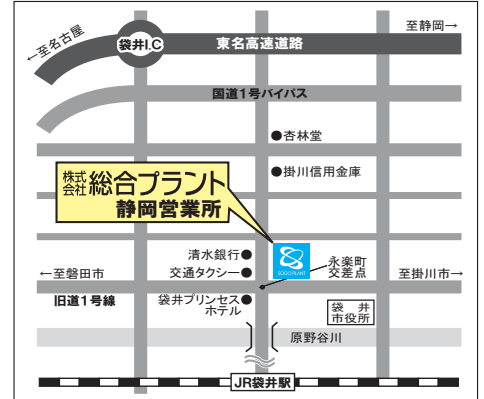 至静岡→
←至名古屋
袋井I.C
東名高速道路
国道1号バイパス
●杏林堂
●掛川信用金庫
株式会社 総合プラント
静岡営業所
清水銀行●
交通タクシー●
SOGO PLANT
永楽町
交差点
←至磐田市
至掛川市→
旧道1号線
袋井プリンセス●
ホテル
袋井
市役所
原野谷川
JR袋井駅